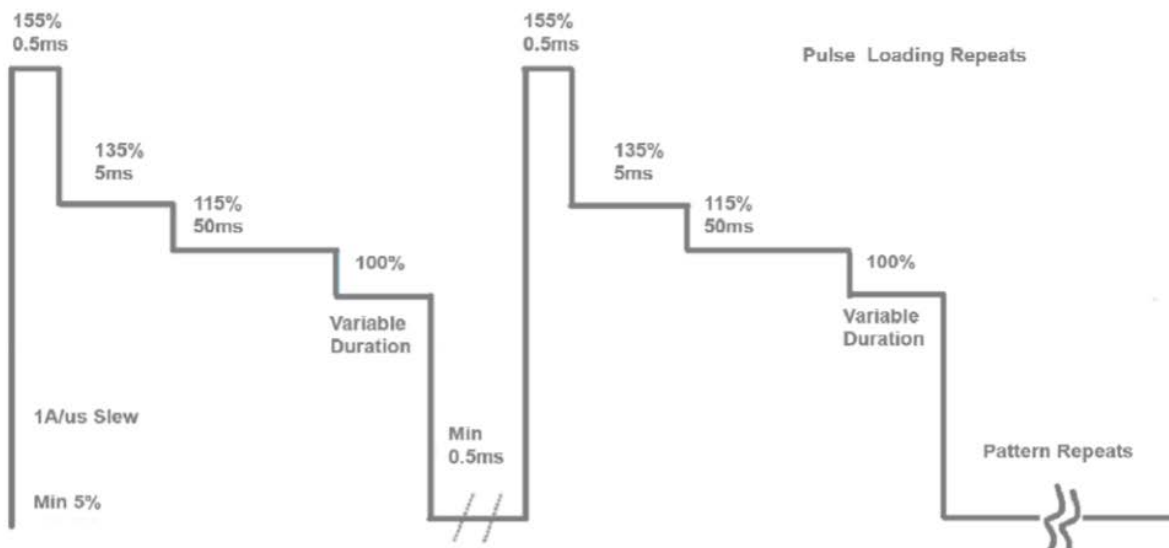 155%
0.5ms
155%
0.5ms
Pulse Loading Repeats
135%
5ms
135%
5ms
115%
50ms
115%
50ms
100%
100%
Variable
Duration
Variable
Duration
1A/us Slew
Min
0.5ms
Pattern Repeats
Min 5%